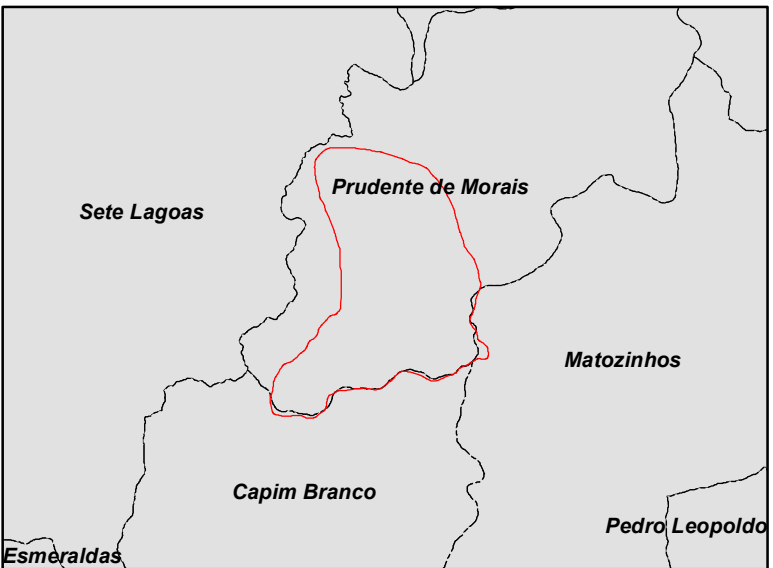 Prudente de Morais
Sete Lagoas
Matozinhos
Capim Branco
Pedro Leopoldo
Esmeraldas